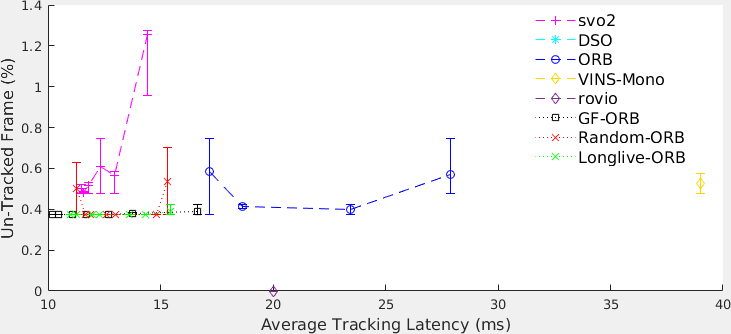 1.4
1.2
1
0.8
0.6
0.4
0.2
0
Un-Tracked Frame (%)
svo2
DSO
ORB
VINS-Mono
rovio
GF-ORB
Random-ORB
Longlive-ORB
10 15 20 25 30 35 40
Average Tracking Latency (ms)